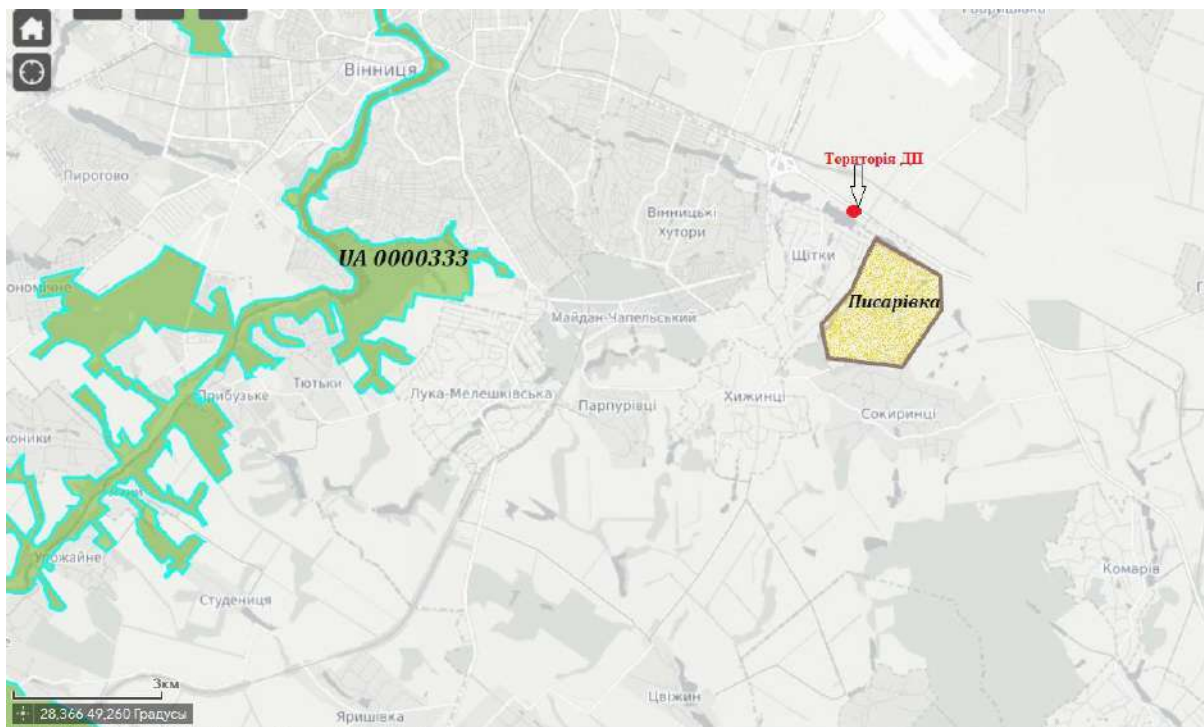 Вінниця
Пирогово
Територія ДП
Вінницькі
Хутори
UA 0000333
Щітки
Писарівка
Майдан-Чапельський
Тютьки
Прибузьке
Лука-Мелешківська
Парпурівці
Хижинці
Сокиринці
Урожайне
Комарів
Студениця
3км
Цвіжин
28,366 49,260 Градусы
Яришівка